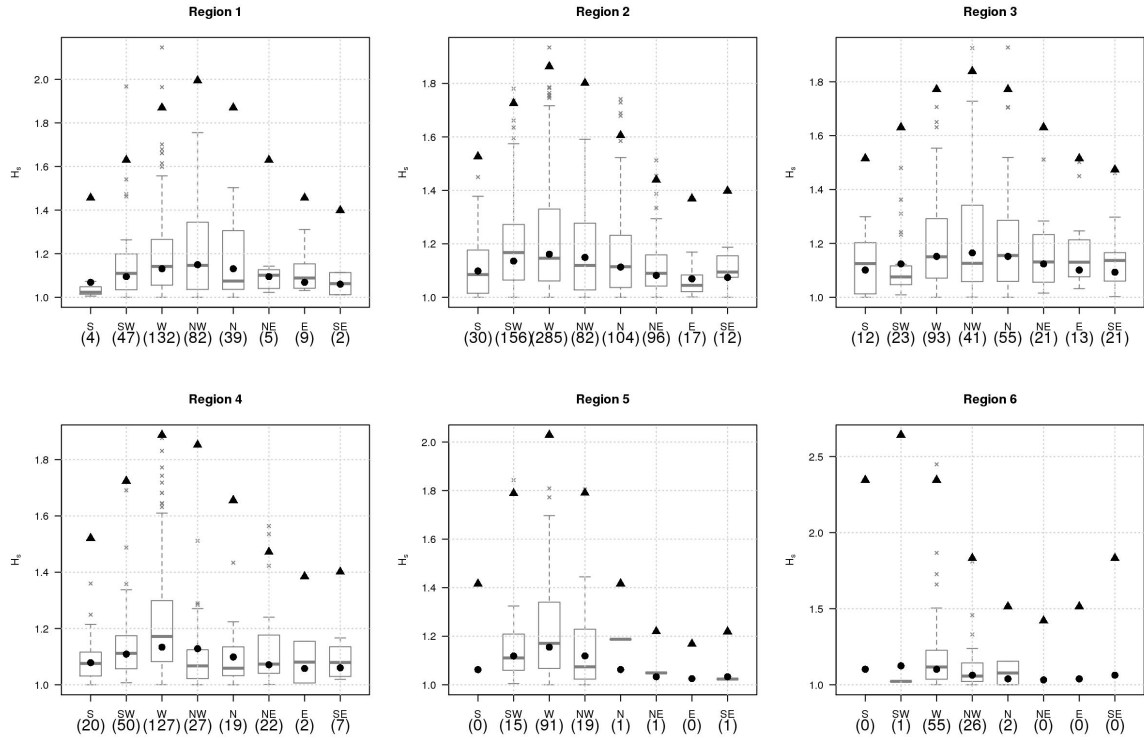 Region 1
Region 2
Region 3
2.0
1.8
1.6
1.4
1.2
1.0
Hs
S SW W NW N NE E SE
(4) (47) (132) (82) (39) (5) (9) (2)
1.8
1.6
1.4
1.2
1.0
Hs
S SW W NW N NE E SE
(30) (156) (285) (82) (104) (96) (17) (12)
1.8
1.6
1.4
1.2
1.0
Hs
S SW W NW N NE E SE
(12) (23) (93) (41) (55) (21) (13) (21)
Region 4
Region 5
Region 6
1.8
1.6
1.4
1.2
1.0
Hs
S SW W NW N NE E SE
(20) (50) (127) (27) (19) (22) (2) (7)
2.0
1.8
1.6
1.4
1.2
1.0
Hs
S SW W NW N NE E SE
(0) (15) (91) (19) (1) (1) (0) (1)
2.5
2.0
1.5
1.0
Hs
S SW W NW N NE E SE
(0) (1) (55) (26) (2) (0) (0) (0)